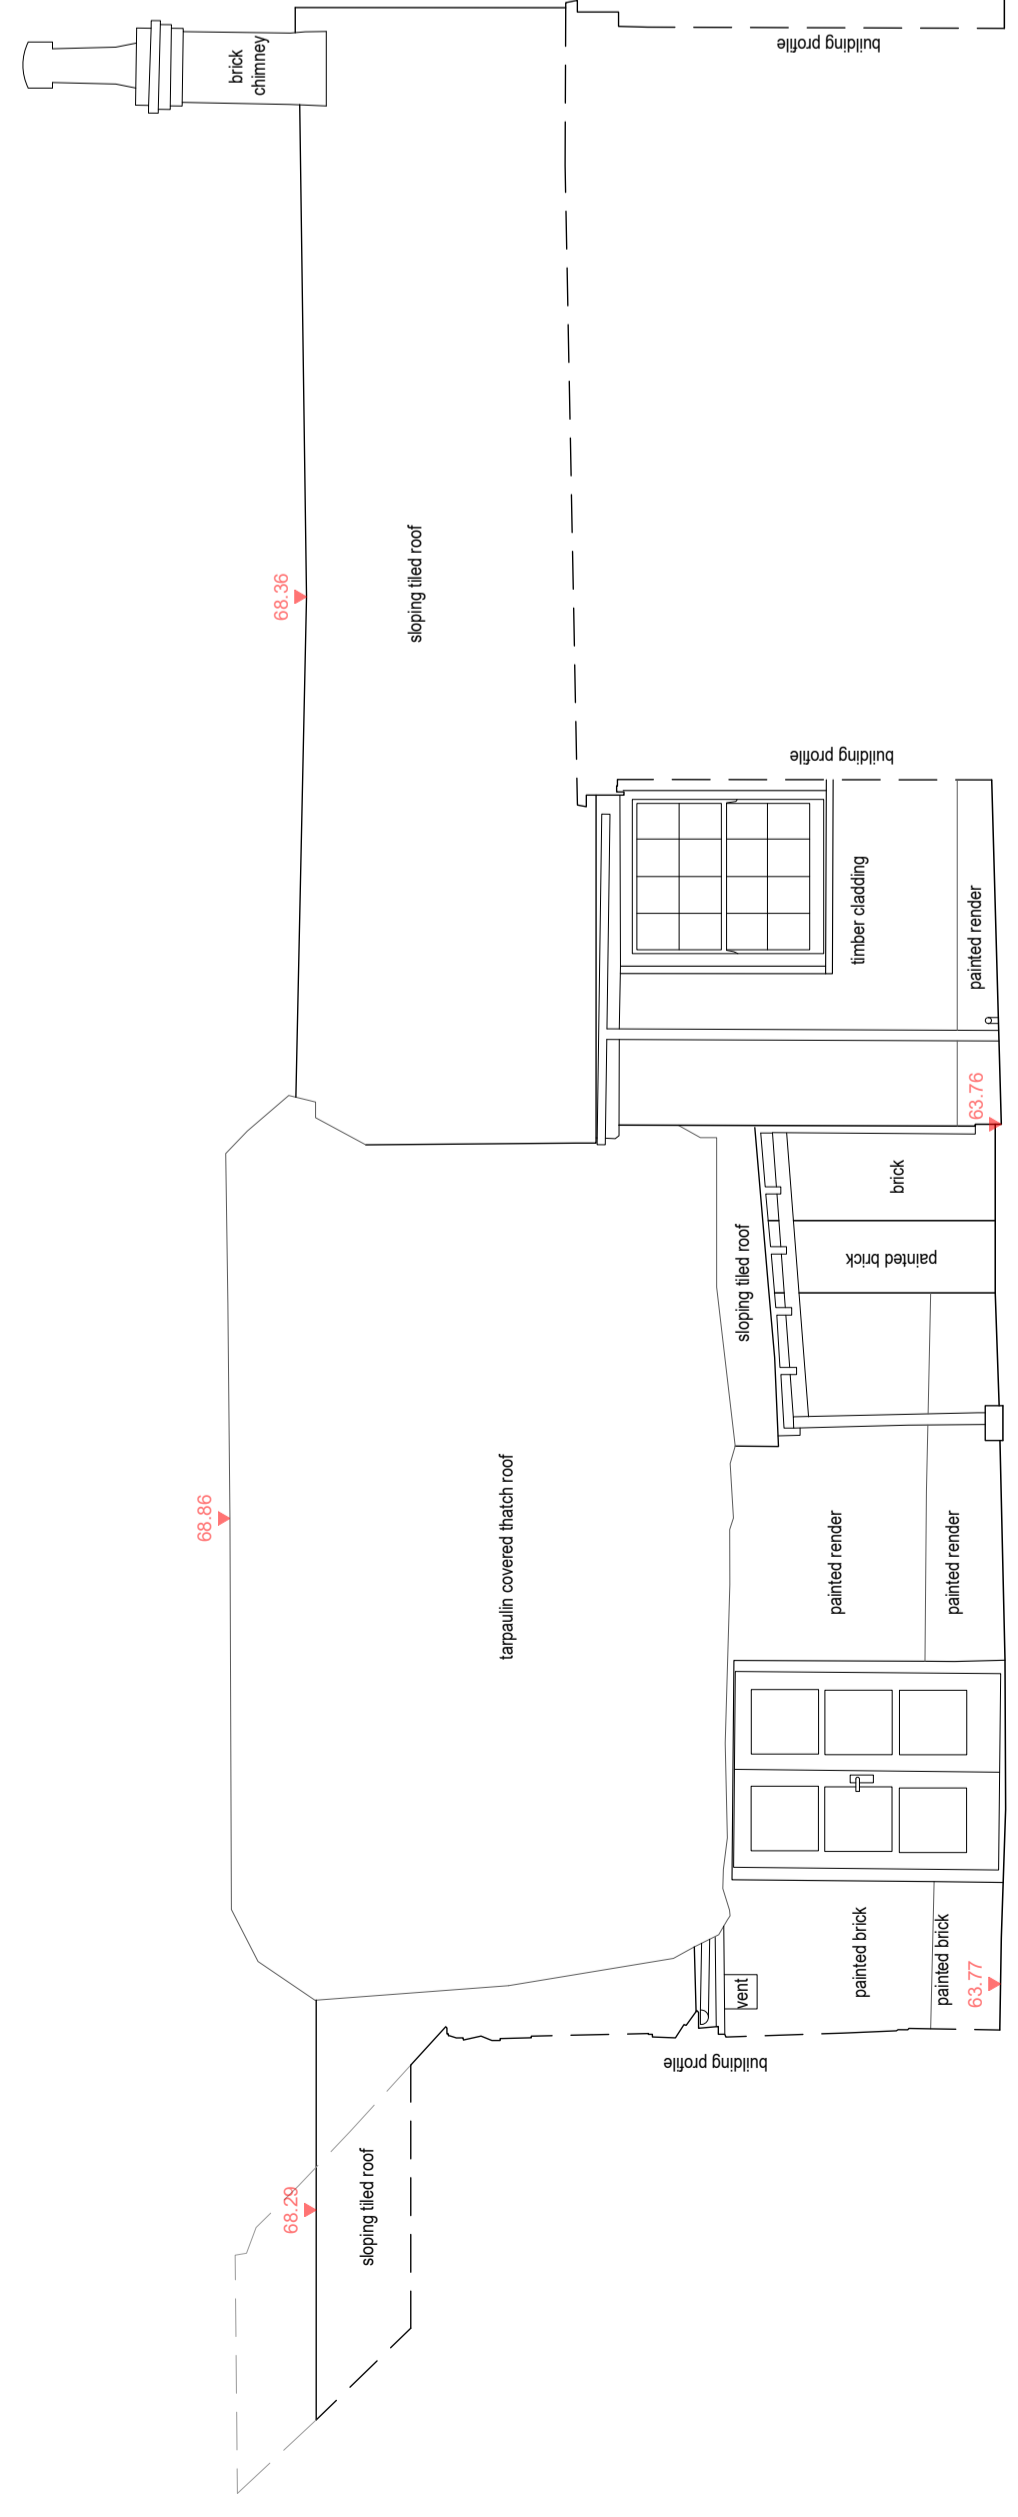 brick
chimney
building profile
68.36
sloping tiled roof
building profile
timber cladding
painted render
63.76
brick
painted brick
sloping tiled roof
68.86
tarpaulin covered thatch roof
painted render
painted render
painted brick
painted brick
vent
63.77
building profile
68.29
sloping tiled roof